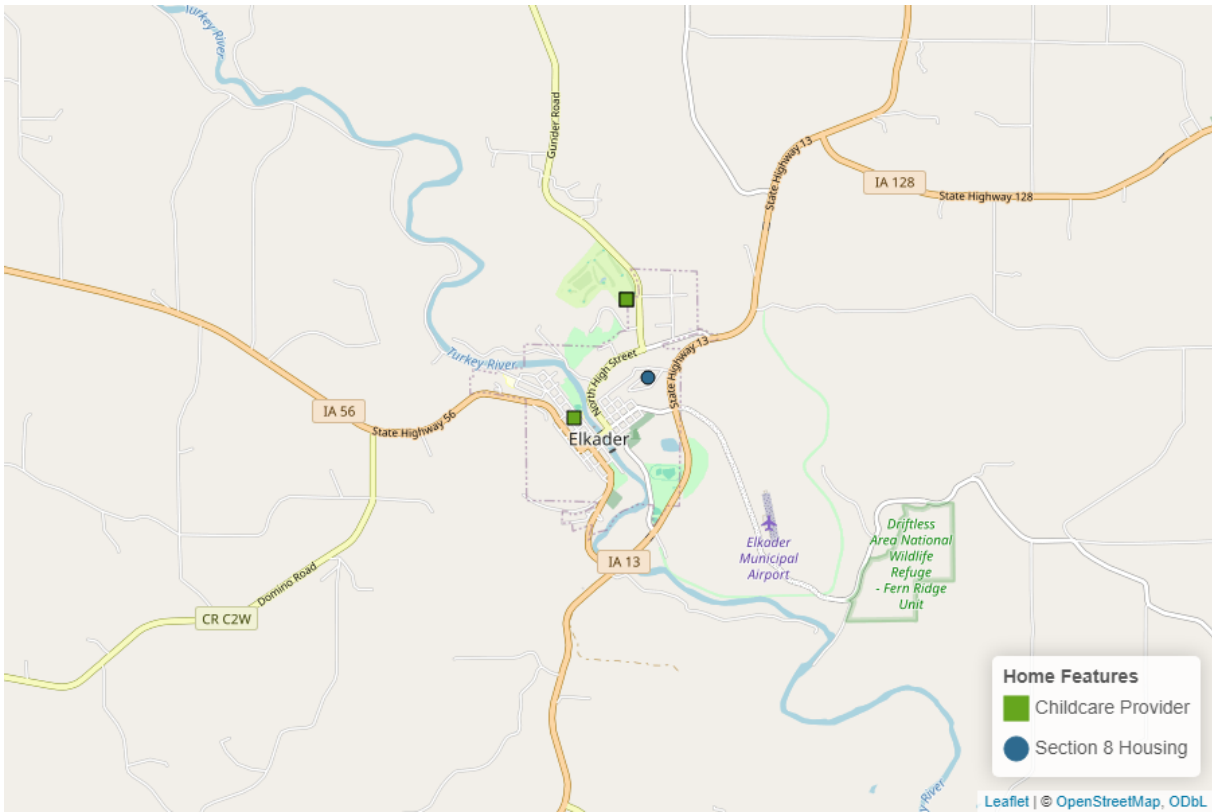 Turkey River
Gunder Road
State Highway 13
IA 128
State Highway 128
Turkey River
North High Street
State Highway 13
IA 56
State Highway 56
Elkader
Domino Road
CR C2W
IA 13
Elkader
Municipal
Airport
Driftless
Area National
Wildlife
Refuge
- Fern Ridge
Unit
Turkey River
Home Features
Childcare Provider
Section 8 Housing
Leaflet | © OpenStreetMap, ODbL